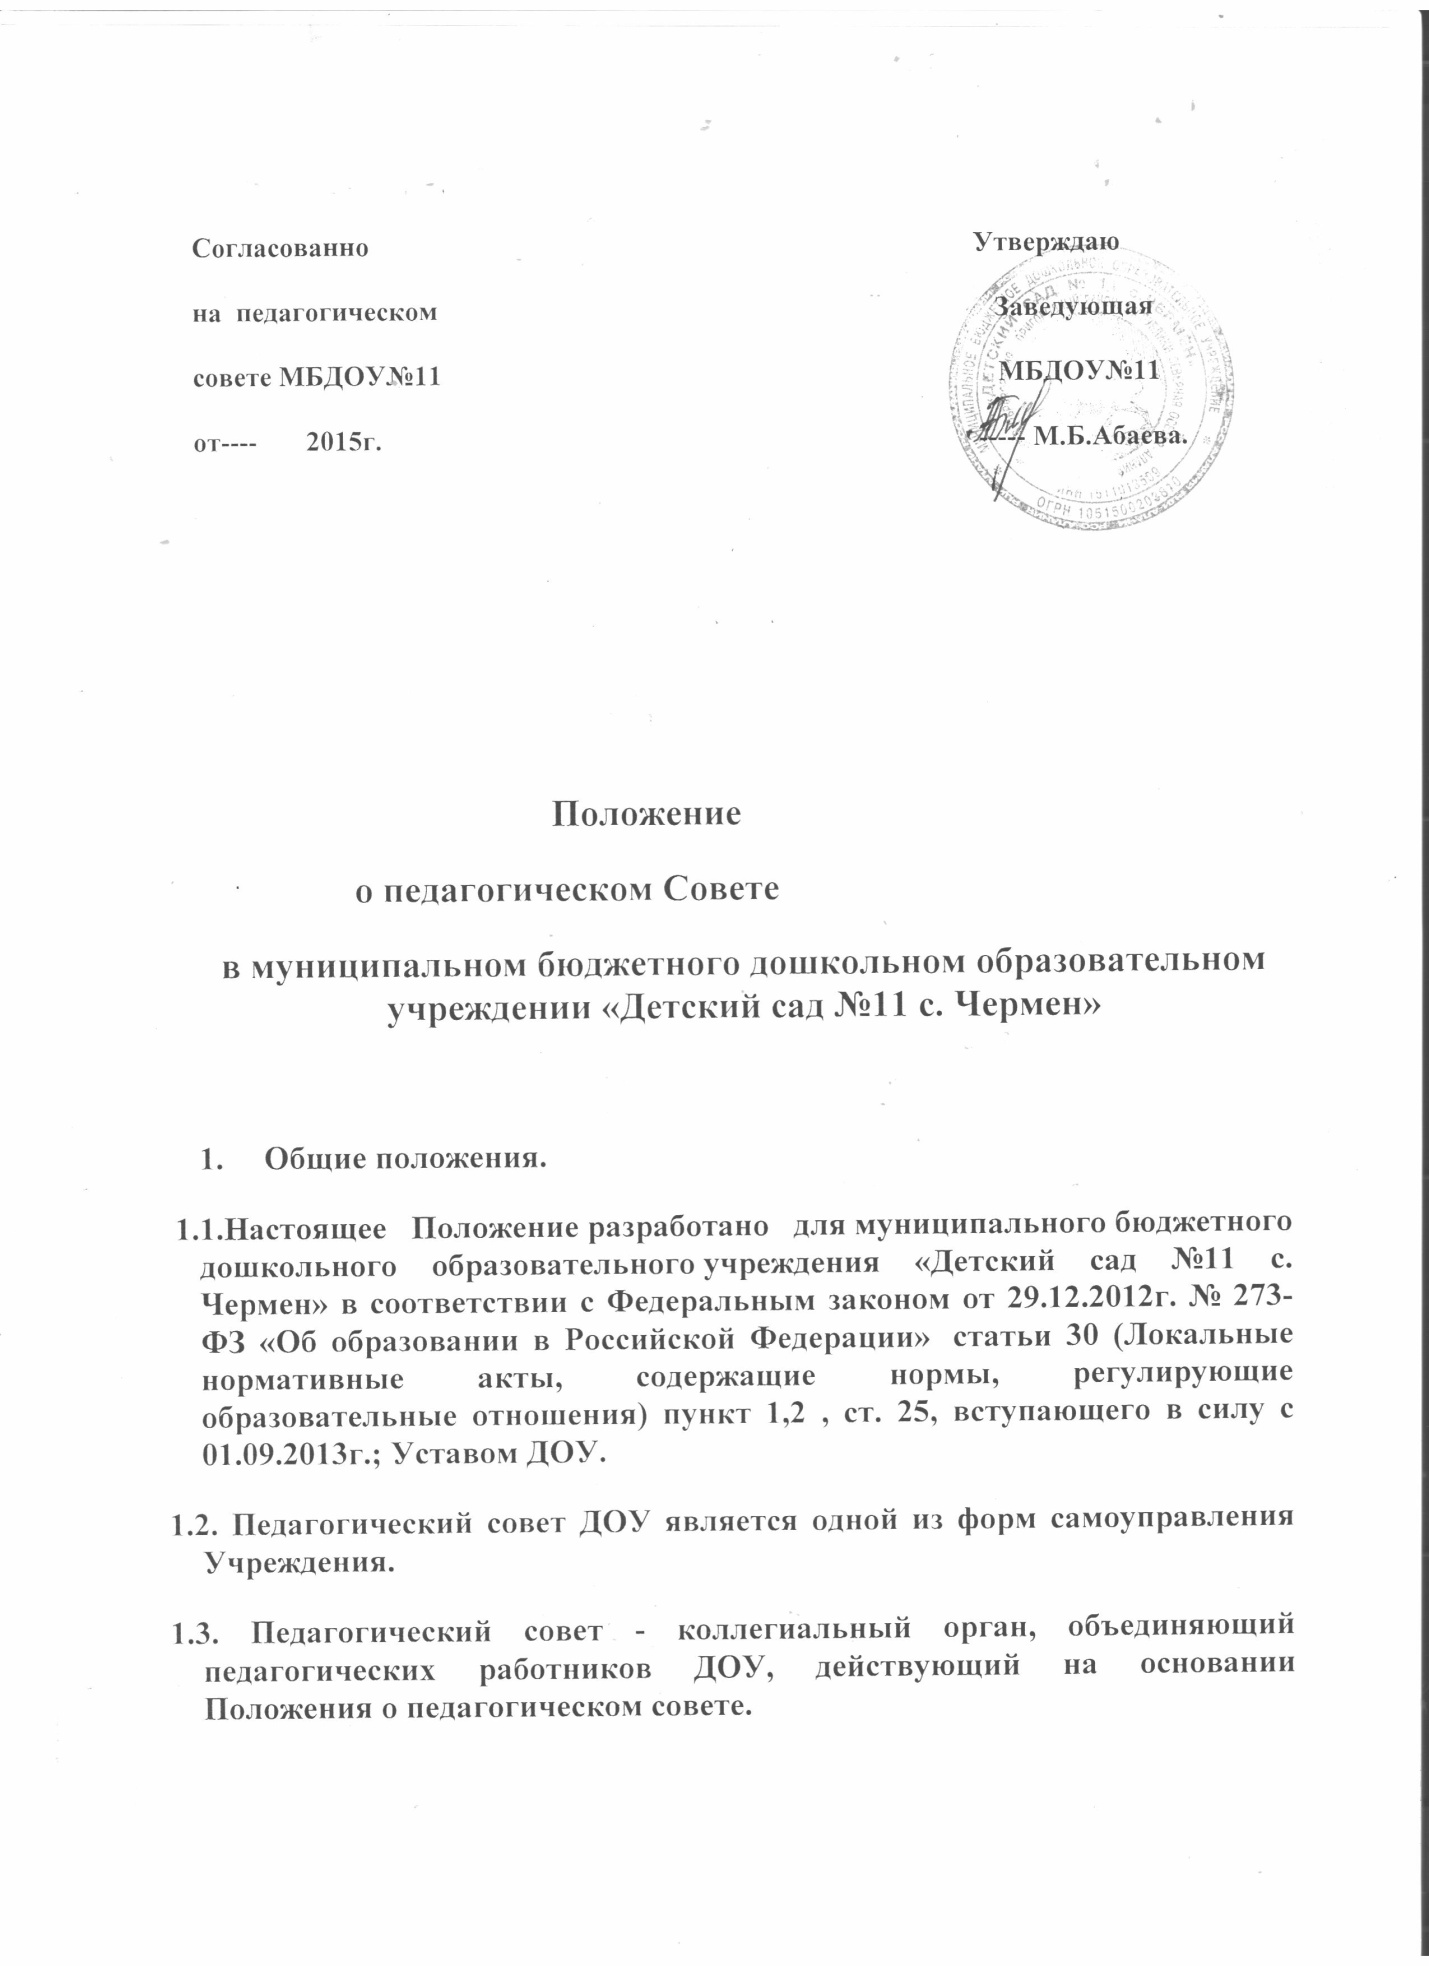 Согласованно
на педагогическом
совете МБДОУ№11
от---- 2015г.
Утверждаю
Заведующая
МБДОУ№11
---- М.Б.Абаева.
Положение
о педагогическом Совете
в муниципальном бюджетного дошкольном образовательном
учреждении «Детский сад №11 с. Чермен»
1. Общие положения.
1.1.Настоящее Положение разработано для муниципального бюджетного
дошкольного образовательного учреждения «Детский сад №11 с.
Чермен» в соответствии с Федеральным законом от 29.12.2012г. № 273-
ФЗ «Об образовании в Российской Федерации» статьи 30 (Локальные
нормативные акты, содержащие нормы, регулирующие
образовательные отношения) пункт 1,2 , ст. 25, вступающего в силу с
01.09.2013г.; Уставом ДОУ.
1.2. Педагогический совет ДОУ является одной из форм самоуправления
Учреждения.
1.3. Педагогический совет - коллегиальный орган, объединяющий
педагогических работников ДОУ, действующий на основании
Положения о педагогическом совете.